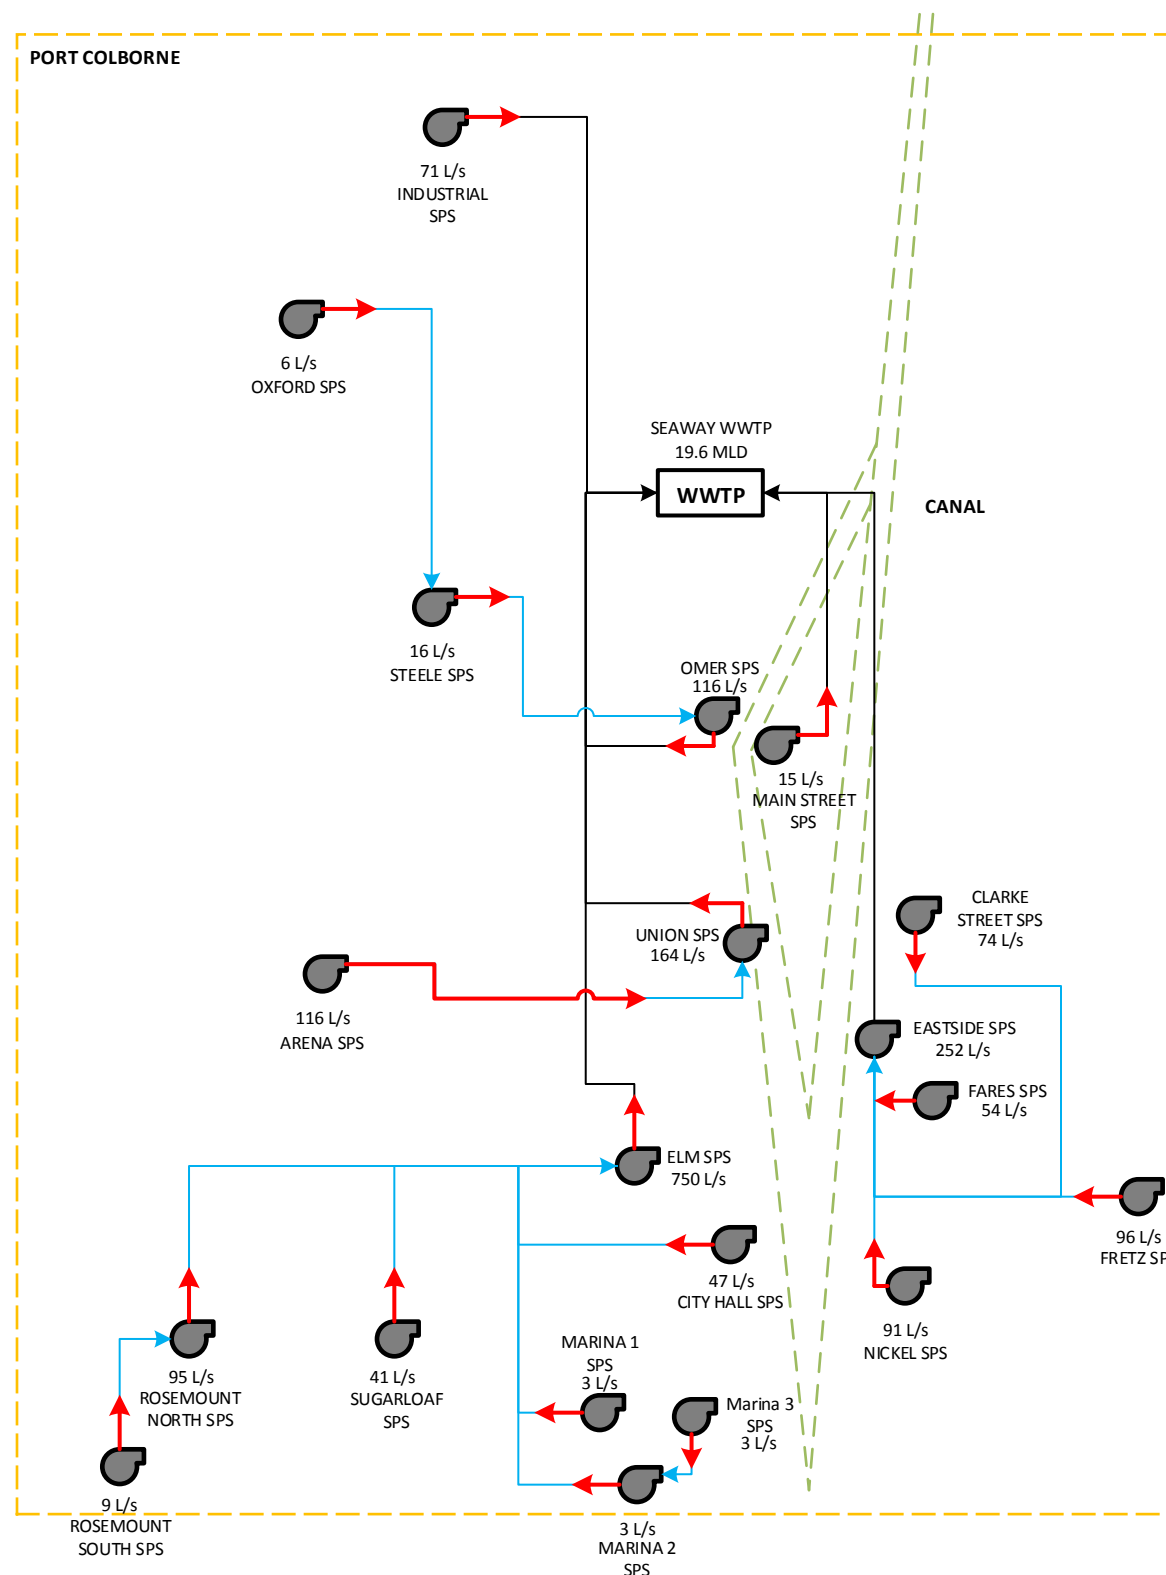 PORT COLBORNE
71 L/s
INDUSTRIAL
SPS
6 L/s
OXFORD SPS
SEAWAY WWTP
19.6 MLD
WWTP
CANAL
16 L/s
STEELE SPS
OMER SPS
116 L/s
15 L/s
MAIN STREET
SPS
CLARKE
STREET SPS
74 L/s
UNION SPS
164 L/s
116 L/s
ARENA SPS
EASTSIDE SPS
252 L/s
FARES SPS
54 L/s
ELM SPS
750 L/s
96 L/s
FRETZ SP
47 L/s
CITY HALL SPS
91 L/s
NICKEL SPS
95 L/s
ROSEMOUNT
NORTH SPS
41 L/s
SUGARLOAF
SPS
MARINA 1
SPS
3 L/s
Marina 3
SPS
3 L/s
9 L/s
ROSEMOUNT
SOUTH SPS
3 L/s
MARINA 2
SPS